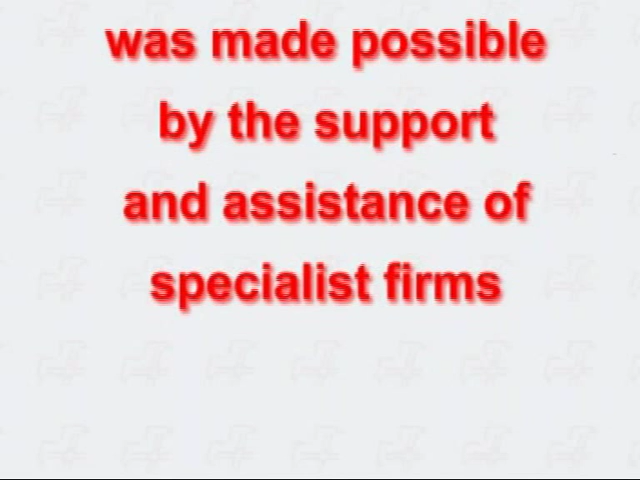 was made possible
by the support
and assistance of
specialist firms